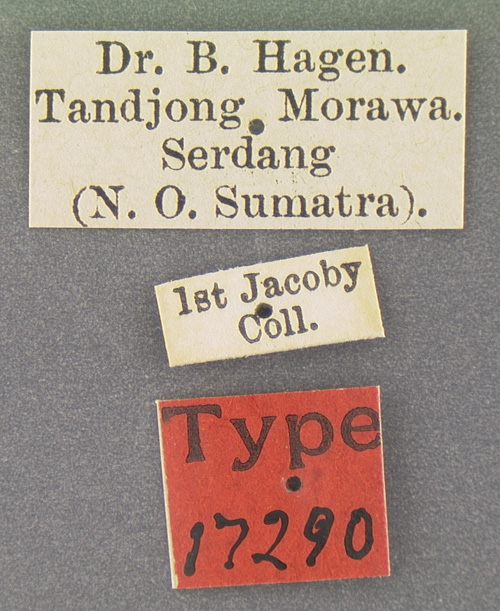 Dr. B. Hagen.
Tandjong Morawa.
Serdang
(N. O. Sumatra).
1st Jacoby
Coll.
Type
17290